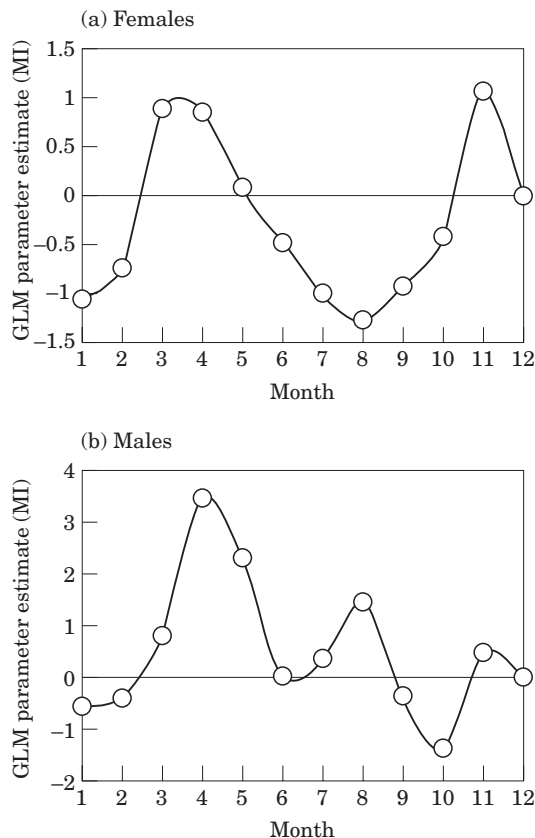 (a) Females
GLM parameter estimate (MI)
1.5
1
0.5
0
−0.5
−1
−1.5
1 2 3 4 5 6 7 8 9 10 11 12
Month
(b) Males
GLM parameter estimate (MI)
4
3
2
1
0
−1
−2
1 2 3 4 5 6 7 8 9 10 11 12
Month